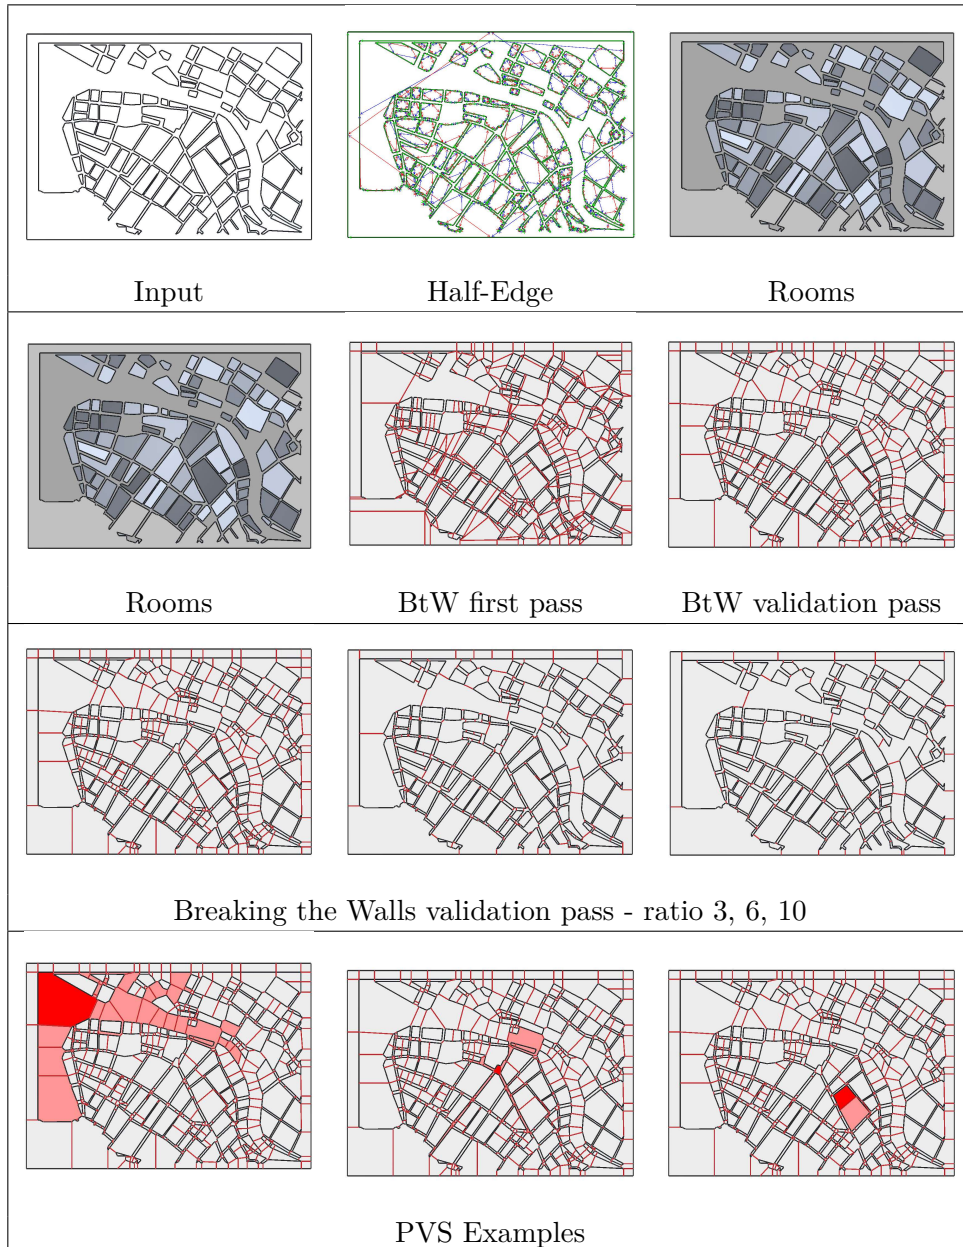 Input
Half-Edge
Rooms
Rooms
BtW first pass
BtW validation pass
Breaking the Walls validation pass - ratio 3, 6, 10
PVS Examples